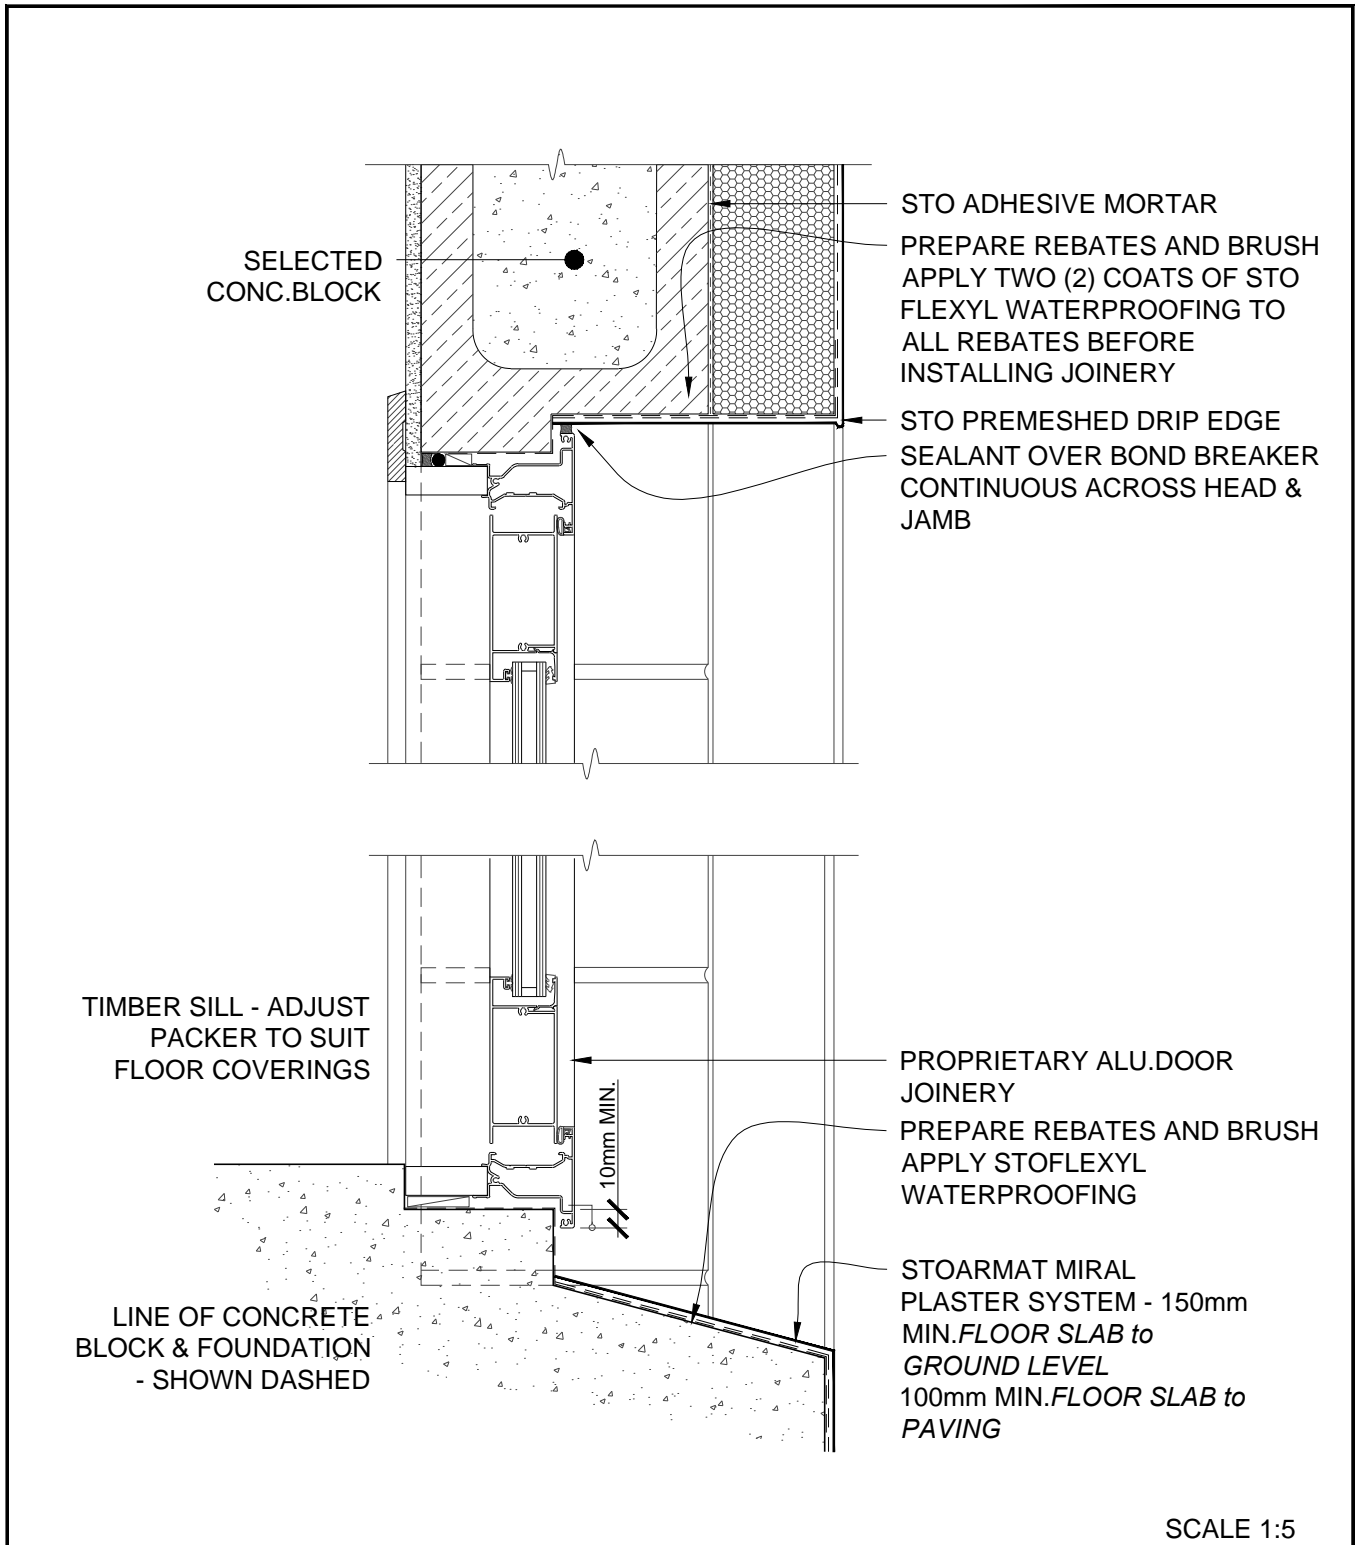 STO ADHESIVE MORTAR
PREPARE REBATES AND BRUSH
APPLY TWO (2) COATS OF STO
FLEXYL WATERPROOFING TO
ALL REBATES BEFORE
INSTALLING JOINERY
SELECTED
CONC.BLOCK
STO PREMESHED DRIP EDGE
SEALANT OVER BOND BREAKER
CONTINUOUS ACROSS HEAD &
JAMB
TIMBER SILL - ADJUST
PACKER TO SUIT
FLOOR COVERINGS
10mm MIN.
PROPRIETARY ALU.DOOR
JOINERY
PREPARE REBATES AND BRUSH
APPLY STOFLEXYL
WATERPROOFING
LINE OF CONCRETE
BLOCK & FOUNDATION
- SHOWN DASHED
STOARMAT MIRAL
PLASTER SYSTEM - 150mm
MIN.FLOOR SLAB to
GROUND LEVEL
100mm MIN.FLOOR SLAB to
PAVING
SCALE 1:5